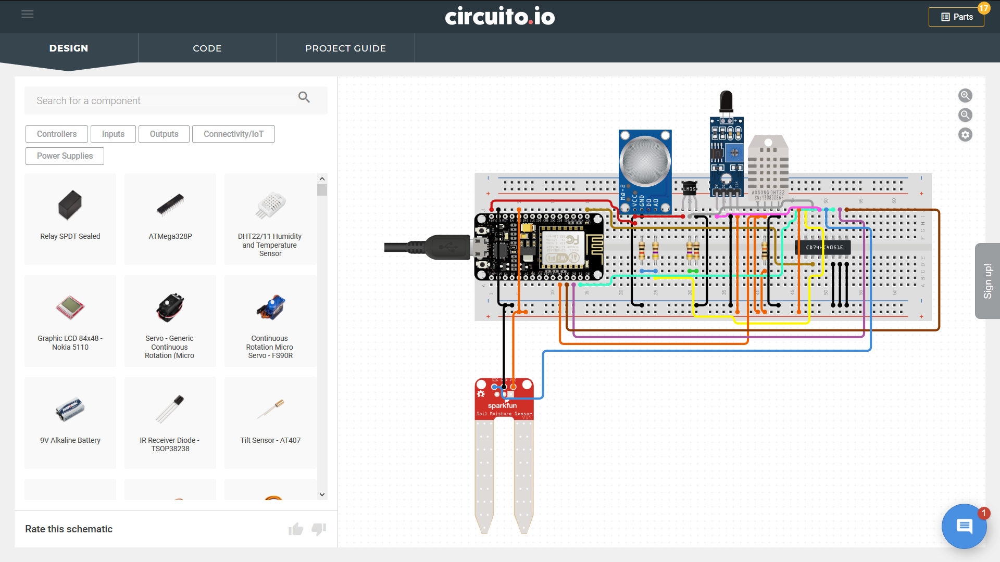 circuito.io
Parts
17
DESIGN
CODE
PROJECT GUIDE
Search for a component
Controllers
Inputs
Outputs
Connectivity/IoT
Power Supplies
Relay SPDT Sealed
ATMega328P
DHT22/11 Humidity
and Temperature
Sensor
Graphic LCD 84x48 -
Nokia 5110
Servo - Generic
Continuous
Rotation (Micro
Continuous
Rotation Micro
Servo - FS90R
9V Alkaline Battery
IR Receiver Diode -
TSOP38238
Tilt Sensor - AT407
Rate this schematic
MQ-2
VCC
GND
DO
AO
LM35
AOSONG DHT22
SN:13080086F
CD74HC4051E
WiFi
sparkfun
Soil Moisture Sensor
Sign up!
1